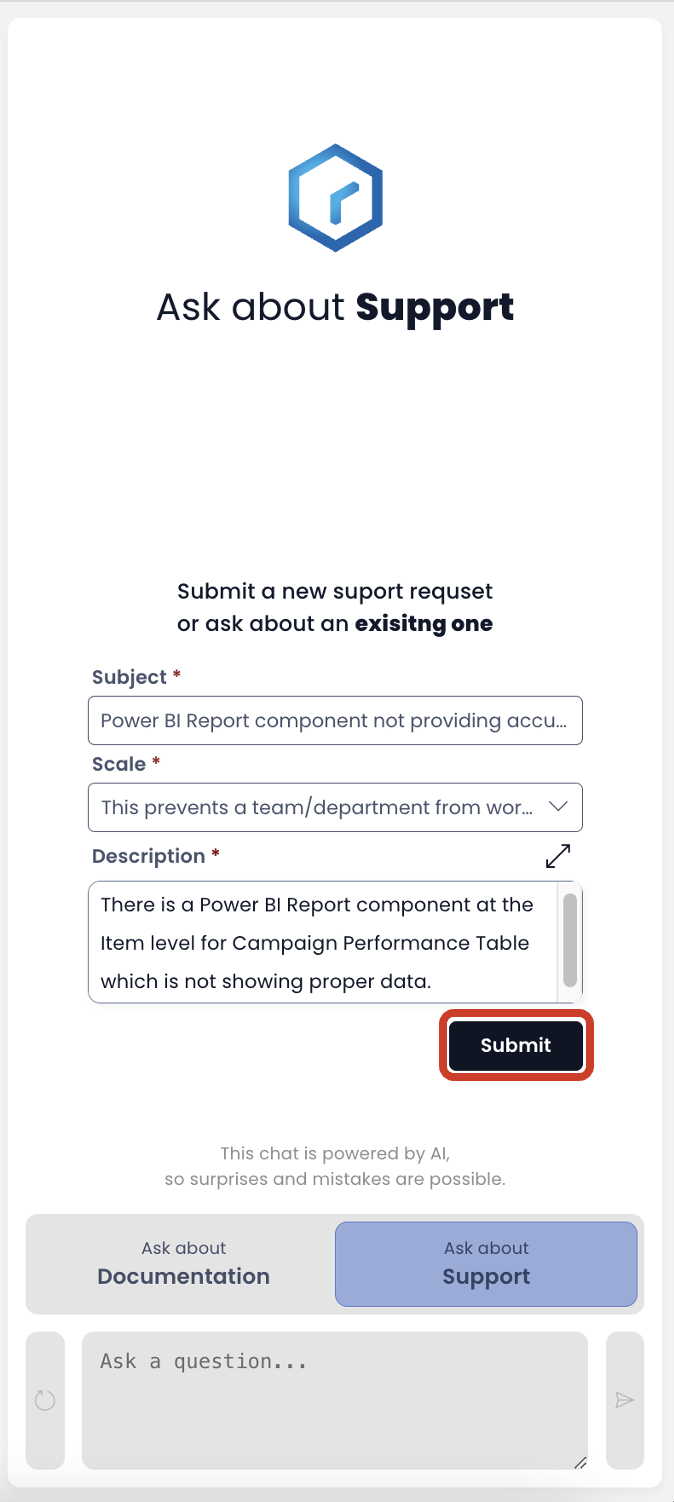 Ask about Support
Submit a new suport requset
or ask about an exisitng one
Subject *
Power BI Report component not providing accu...
Scale *
This prevents a team/department from wor...
Description *
There is a Power BI Report component at the
Item level for Campaign Performance Table
which is not showing proper data.
Submit
This chat is powered by AI,
so surprises and mistakes are possible.
Ask about
Documentation
Ask about
Support
Ask a question...